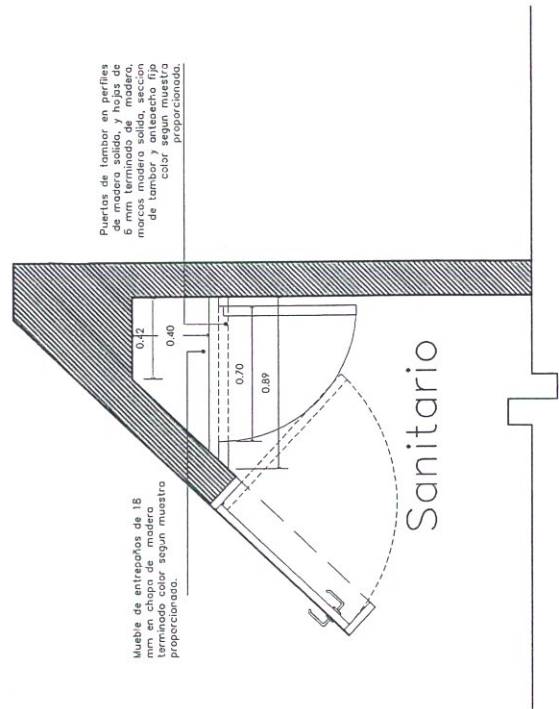 Puertas de tambor en perfiles
de madera solida, y hojas de
6 mm terminado de madera,
marcos madera solida, seccion
de tambor y antepecho fijo
color segun muestra
proporcionada.
0.42
0.40
0.70
0.89
Mueble de entrepaños de 18
mm en chapa de madera
terminado color segun muestra
proporcionada.
Sanitario